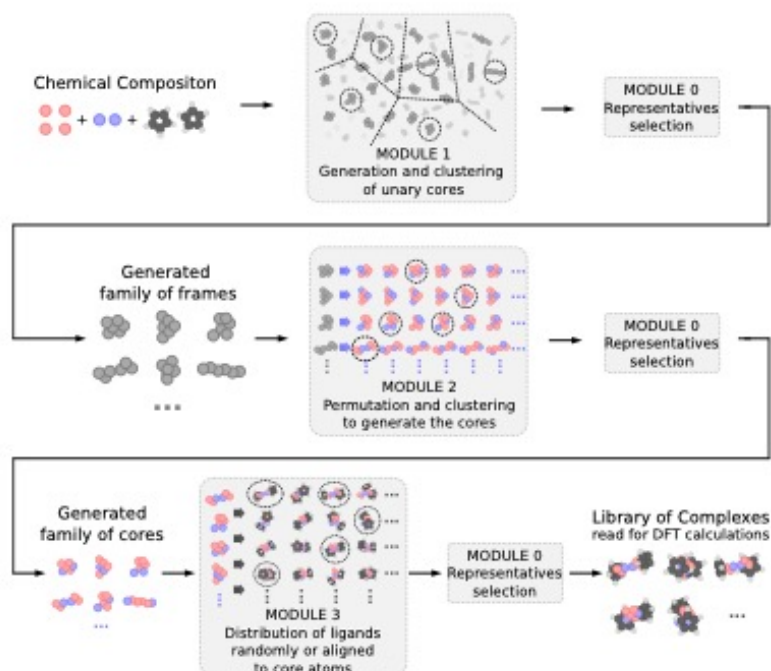 Chemical Compositon
+
+
MODULE 1
Generation and clustering
of unary cores
MODULE 0
Representatives
selection
Generated
family of frames
MODULE 2
Permutation and clustering
to generate the cores
MODULE 0
Representatives
selection
Generated
family of cores
MODULE 3
Distribution of ligands
randomly or aligned
to core atoms
MODULE 0
Representatives
selection
Library of Complexes
read for DFT calculations